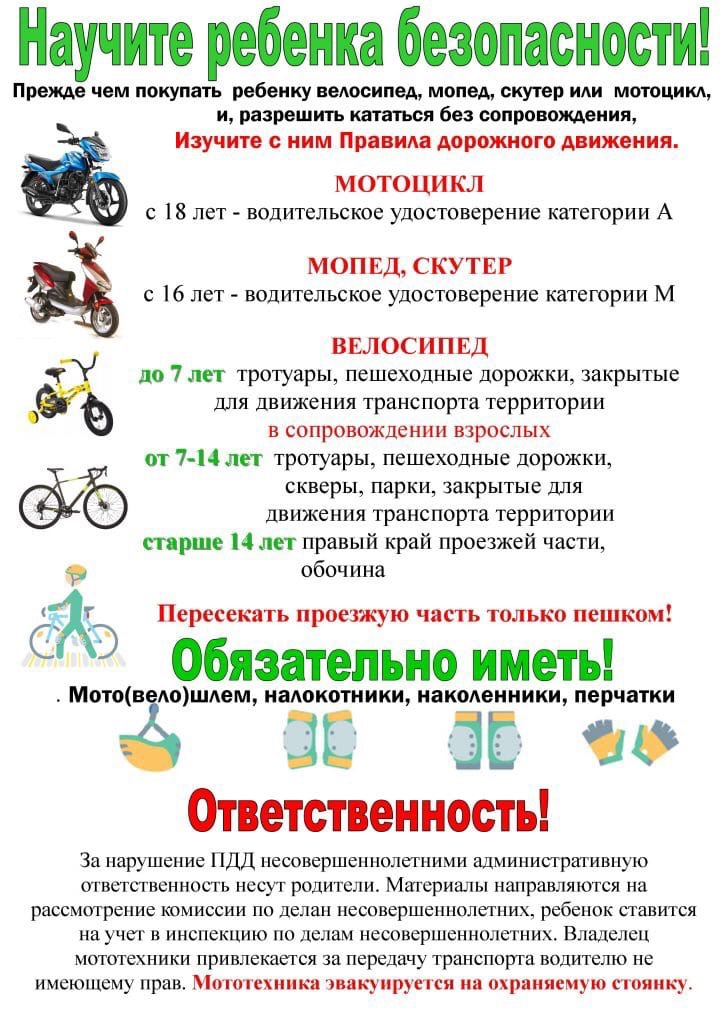 Научите ребенка безопасности!
Прежде чем покупать ребенку велосипед, мопед, скутер или мотоцикл,
и, разрешить кататься без сопровождения,
Изучите с ним Правила дорожного движения.
МОТОЦИКЛ
с 18 лет - водительское удостоверение категории А
МОПЕД, СКУТЕР
с 16 лет - водительское удостоверение категории М
ВЕЛОСИПЕД
до 7 лет тротуары, пешеходные дорожки, закрытые
для движения транспорта территории
в сопровождении взрослых
от 7-14 лет тротуары, пешеходные дорожки,
скверы, парки, закрытые для
движения транспорта территории
старше 14 лет правый край проезжей части,
обочина
Пересекать проезжую часть только пешком!
Обязательно иметь!
. Мото(вело)шлем, налокотники, наколенники, перчатки
Ответственность!
За нарушение ПДД несовершеннолетними административную
ответственность несут родители. Материалы направляются на
рассмотрение комиссии по делан несовершеннолетних, ребенок ставится
на учет в инспекцию по делам несовершеннолетних. Владелец
мототехники привлекается за передачу транспорта водителю не
имеющему прав. Мототехника эвакуируется на охраняемую стоянку.